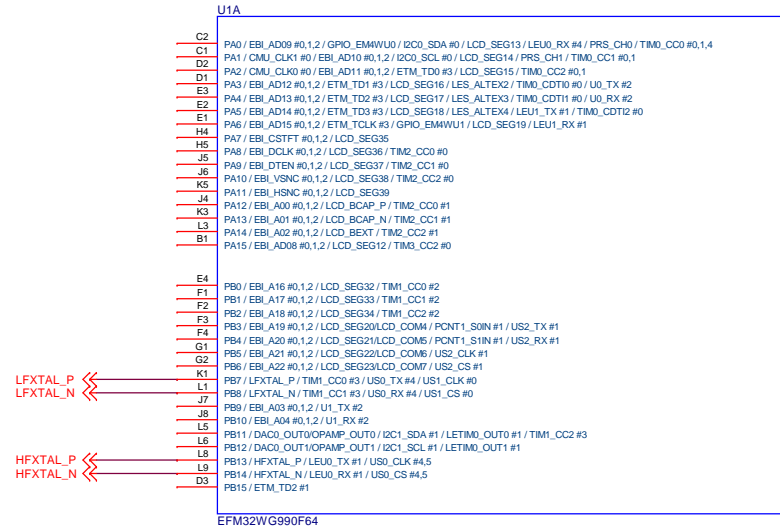 U1A
C2 PA0 / EBI_AD09 #0,1,2 / GPIO_EM4WU0 / I2C0_SDA #0 / LCD_SEG13 / LEU0_RX #4 / PRS_CH0 / TIM0_CC0 #0,1,4
C1 PA1 / CMU_CLK1 #0 / EBI_AD10 #0,1,2 / I2C0_SCL #0 / LCD_SEG14 / PRS_CH1 / TIM0_CC1 #0,1
D2 PA2 / CMU_CLK0 #0 / EBI_AD11 #0,1,2 / ETM_TD0 #3 / LCD_SEG15 / TIM0_CC2 #0,1
D1 PA3 / EBI_AD12 #0,1,2 / ETM_TD1 #3 / LCD_SEG16 / LES_ALTEX2 / TIM0_CDTI0 #0 / U0_TX #2
E3 PA4 / EBI_AD13 #0,1,2 / ETM_TD2 #3 / LCD_SEG17 / LES_ALTEX3 / TIM0_CDTI1 #0 / U0_RX #2
E2 PA5 / EBI_AD14 #0,1,2 / ETM_TD3 #3 / LCD_SEG18 / LES_ALTEX4 / LEU1_TX #1 / TIM0_CDTI2 #0
E1 PA6 / EBI_AD15 #0,1,2 / ETM_TCLK #3 / GPIO_EM4WU1 / LCD_SEG19 / LEU1_RX #1
H4 PA7 / EBI_CSTFT #0,1,2 / LCD_SEG35
H5 PA8 / EBI_DCLK #0,1,2 / LCD_SEG36 / TIM2_CC0 #0
J5 PA9 / EBI_DTEN #0,1,2 / LCD_SEG37 / TIM2_CC1 #0
J6 PA10 / EBI_VSNC #0,1,2 / LCD_SEG38 / TIM2_CC2 #0
K5 PA11 / EBI_HSNC #0,1,2 / LCD_SEG39
J4 PA12 / EBI_A00 #0,1,2 / LCD_BCAP_P / TIM2_CC0 #1
K3 PA13 / EBI_A01 #0,1,2 / LCD_BCAP_N / TIM2_CC1 #1
L3 PA14 / EBI_A02 #0,1,2 / LCD_BEXT / TIM2_CC2 #1
B1 PA15 / EBI_AD08 #0,1,2 / LCD_SEG12 / TIM3_CC2 #0
E4 PB0 / EBI_A16 #0,1,2 / LCD_SEG32 / TIM1_CC0 #2
F1 PB1 / EBI_A17 #0,1,2 / LCD_SEG33 / TIM1_CC1 #2
F2 PB2 / EBI_A18 #0,1,2 / LCD_SEG34 / TIM1_CC2 #2
F3 PB3 / EBI_A19 #0,1,2 / LCD_SEG20/LCD_COM4 / PCNT1_S0IN #1 / US2_TX #1
F4 PB4 / EBI_A20 #0,1,2 / LCD_SEG21/LCD_COM5 / PCNT1_S1IN #1 / US2_RX #1
G1 PB5 / EBI_A21 #0,1,2 / LCD_SEG22/LCD_COM6 / US2_CLK #1
G2 PB6 / EBI_A22 #0,1,2 / LCD_SEG23/LCD_COM7 / US2_CS #1
LFXTAL_P K1 PB7 / LFXTAL_P / TIM1_CC0 #3 / US0_TX #4 / US1_CLK #0
LFXTAL_N L1 PB8 / LFXTAL_N / TIM1_CC1 #3 / US0_RX #4 / US1_CS #0
J7 PB9 / EBI_A03 #0,1,2 / U1_TX #2
J8 PB10 / EBI_A04 #0,1,2 / U1_RX #2
L5 PB11 / DAC0_OUT0/OPAMP_OUT0 / I2C1_SDA #1 / LETIM0_OUT0 #1 / TIM1_CC2 #3
L6 PB12 / DAC0_OUT1/OPAMP_OUT1 / I2C1_SCL #1 / LETIM0_OUT1 #1
HFXTAL_P L8 PB13 / HFXTAL_P / LEU0_TX #1 / US0_CLK #4,5
HFXTAL_N L9 PB14 / HFXTAL_N / LEU0_RX #1 / US0_CS #4,5
D3 PB15 / ETM_TD2 #1
EFM32WG990F64